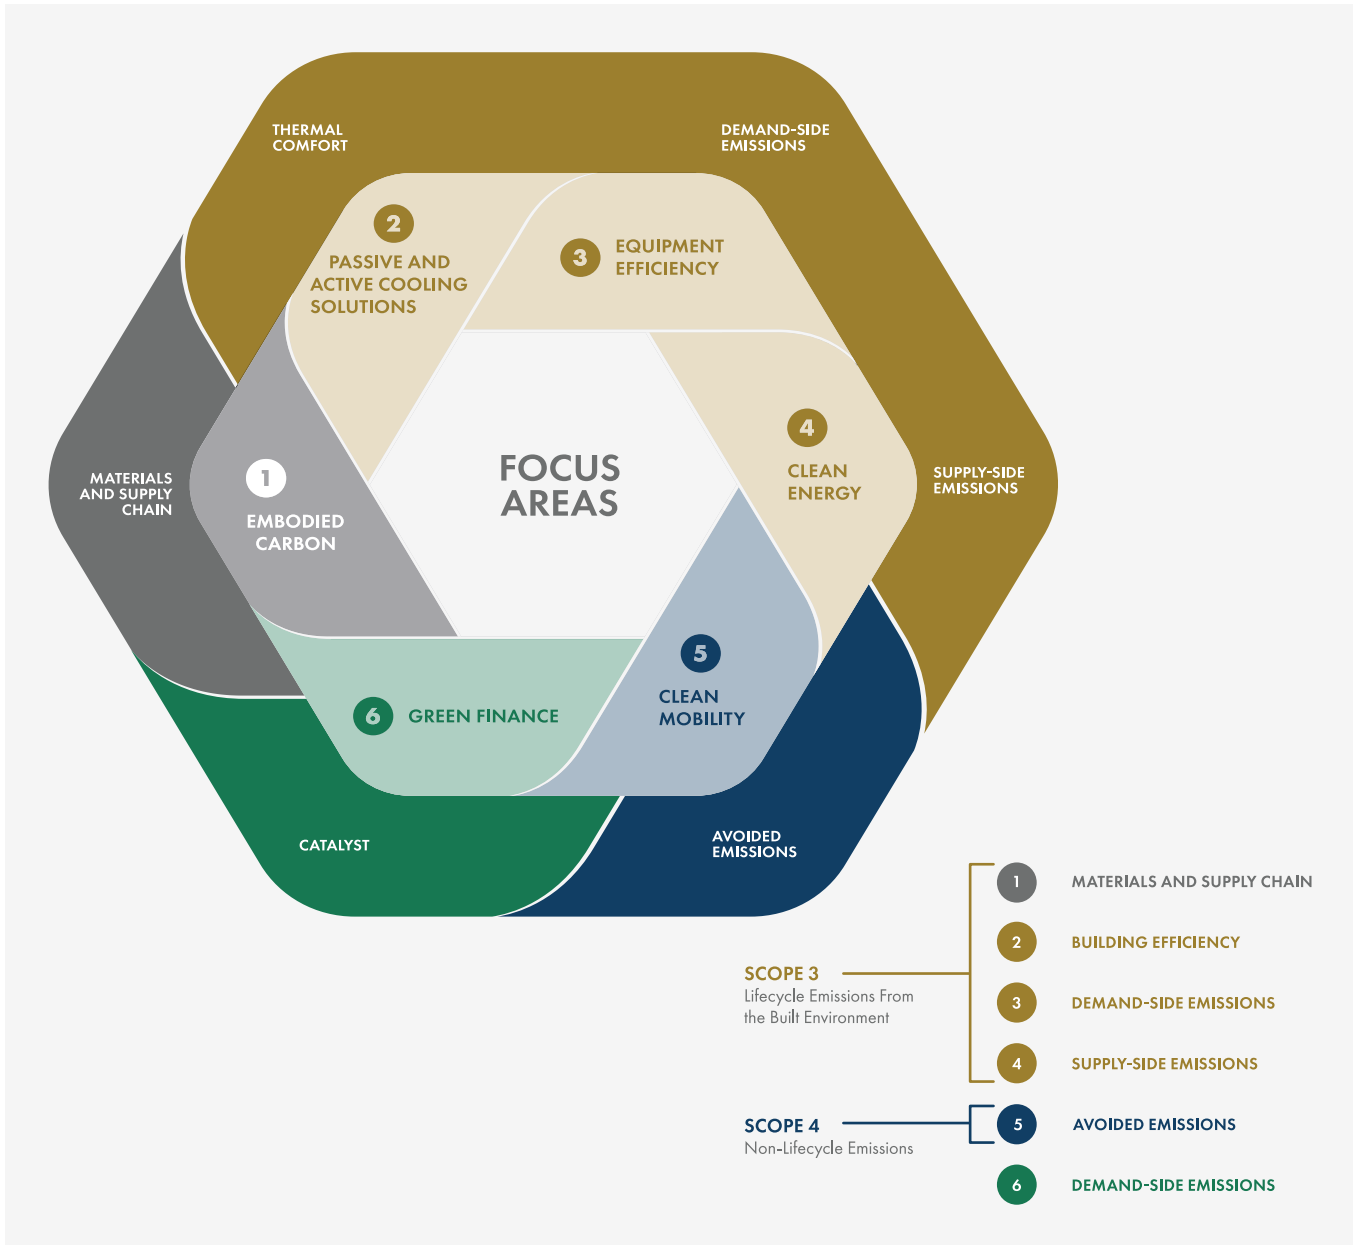 THERMAL
COMFORT
DEMAND-SIDE
EMISSIONS
2
PASSIVE AND
ACTIVE COOLING
SOLUTIONS
3
EQUIPMENT
EFFICIENCY
4
CLEAN
ENERGY
SUPPLY-SIDE
EMISSIONS
FOCUS
AREAS
MATERIALS
AND SUPPLY
CHAIN
1
EMBODIED
CARBON
5
CLEAN
MOBILITY
6
GREEN FINANCE
CATALYST
AVOIDED
EMISSIONS
SCOPE 3
Lifecycle Emissions From
the Built Environment
1 MATERIALS AND SUPPLY CHAIN
2 BUILDING EFFICIENCY
3 DEMAND-SIDE EMISSIONS
4 SUPPLY-SIDE EMISSIONS
SCOPE 4
Non-Lifecycle Emissions
5 AVOIDED EMISSIONS
6 DEMAND-SIDE EMISSIONS